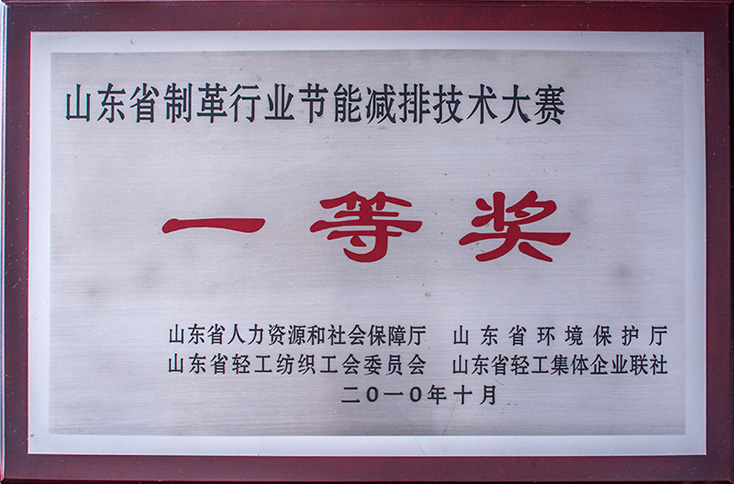 山东省制革行业节能减排技术大赛
一等奖
山东省人力资源和社会保障厅 山东省环境保护厅
山东省轻工纺织工会委员会 山东省轻工集体企业联社
二〇一〇年十月